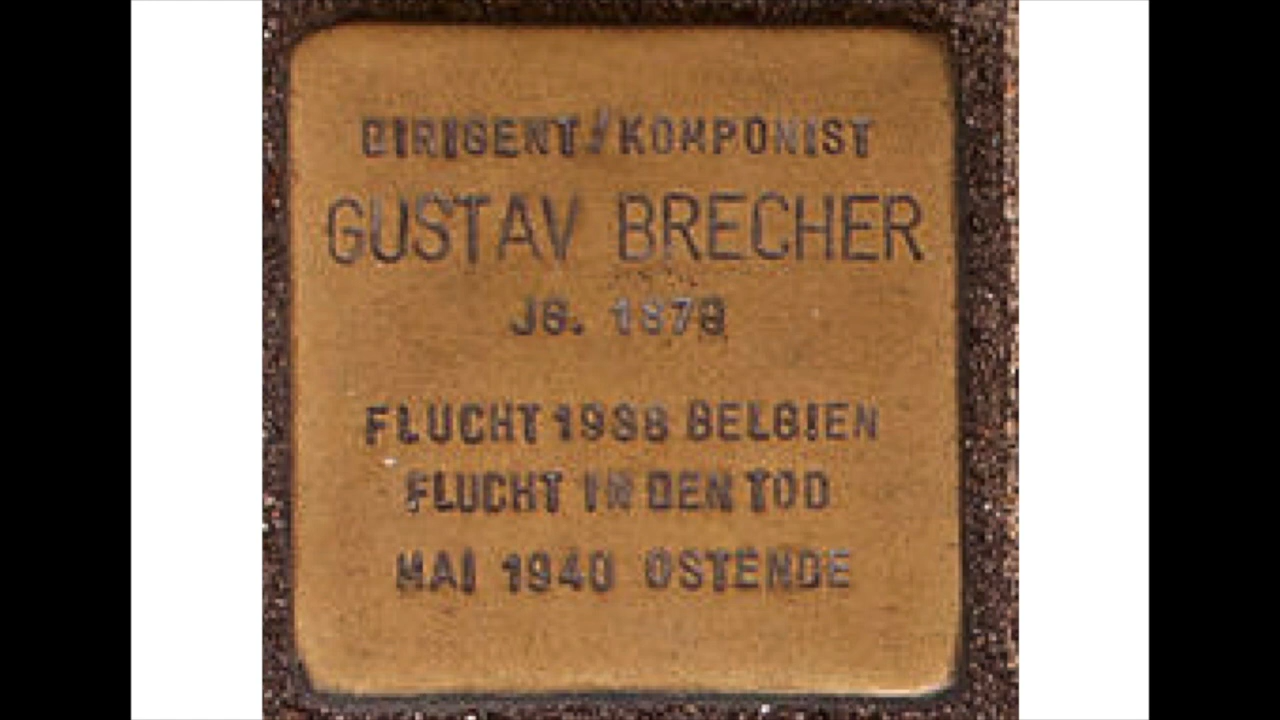 DIRIGENT/KOMPONIST
GUSTAV BRECHER
JG. 1879
FLUCHT 1938 BELGIEN
FLUCHT IN DEN TOD
MAI 1940 OSTENDE